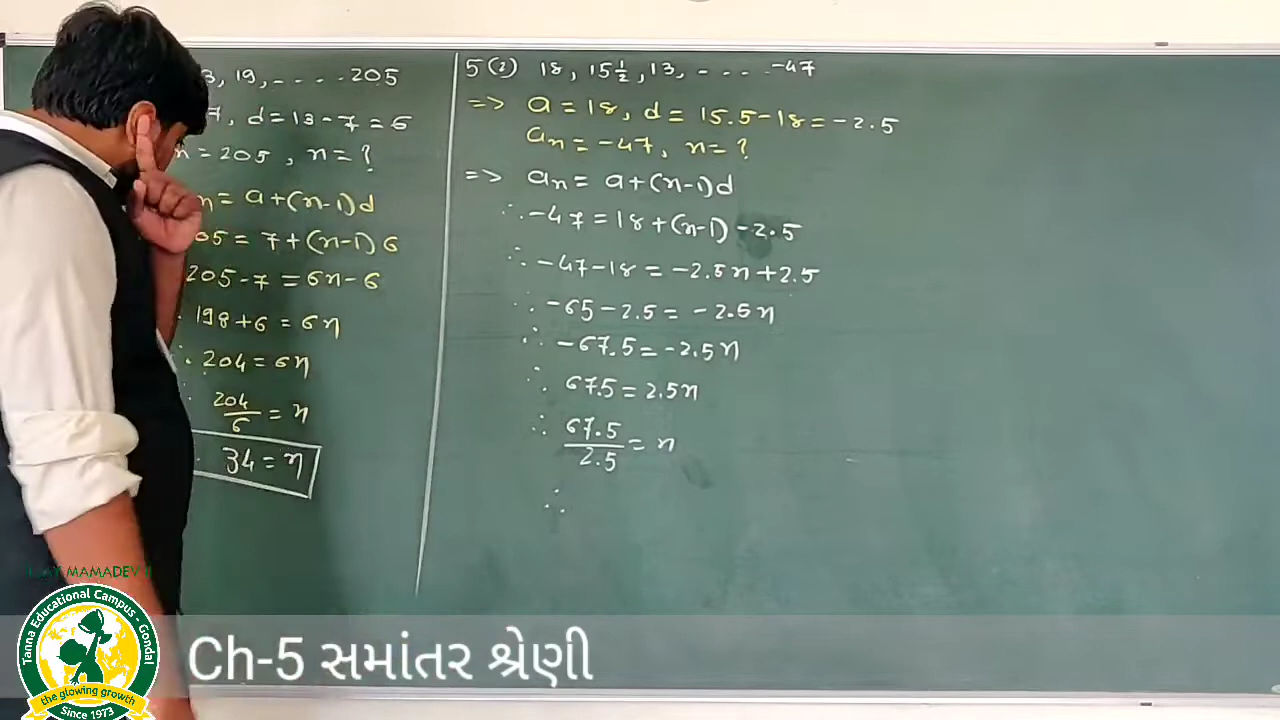 3, 19, - . . . . 205
7, d = 13 - 7 = 6
n = 205, n = ?
n = a + (n-1) d
05 = 7 + (n-1) 6
205 - 7 = 6n - 6
198 + 6 = 6n
∴ 204 = 6n
204/6 = n
34 = n
5 (2) 18, 15 1/2, 13, - . . . . -47
=> a = 18, d = 15.5 - 18 = -2.5
an = -47, n = ?
=> an = a + (n-1) d
∴ -47 = 18 + (n-1) -2.5
∴ -47 - 18 = -2.5n + 2.5
∴ -65 - 2.5 = -2.5n
∴ -67.5 = -2.5n
∴ 67.5 = 2.5n
∴ 67.5/2.5 = n
∴
MAMADEV
Tanna Educational Campus - Gondal
the glowing growth
Since 1973
Ch-5 સમાંતર શ્રેણી